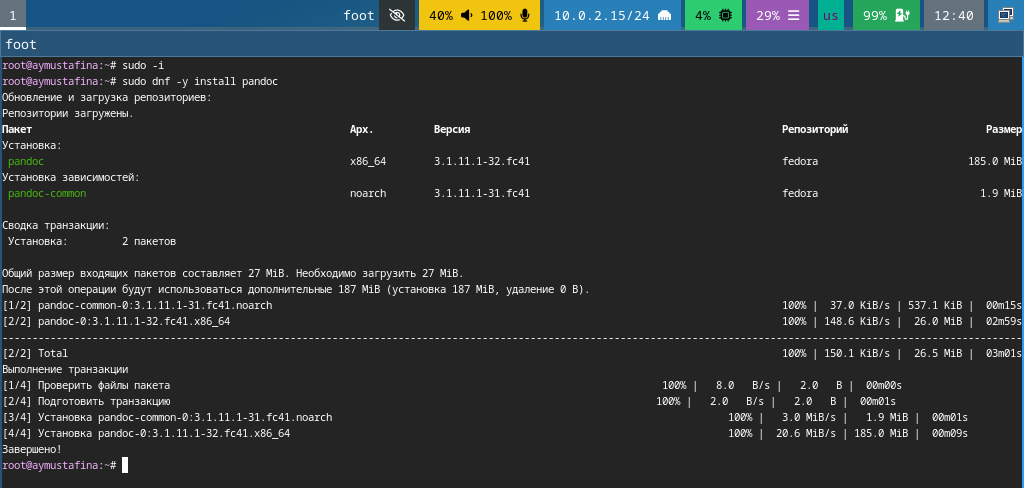 1 foot 40% 100% 10.0.2.15/24 4% 29% us 99% 12:40
foot
root@aymustafina:~# sudo -i
root@aymustafina:~# sudo dnf -y install pandoc
Обновление и загрузка репозиториев:
Репозитории загружены.
Пакет Арх. Версия Репозиторий Размер
Установка:
pandoc x86_64 3.1.11.1-32.fc41 fedora 185.0 MiB
Установка зависимостей:
pandoc-common noarch 3.1.11.1-31.fc41 fedora 1.9 MiB
Сводка транзакции:
Установка: 2 пакетов
Общий размер входящих пакетов составляет 27 MiB. Необходимо загрузить 27 MiB.
После этой операции будут использоваться дополнительные 187 MiB (установка 187 MiB, удаление 0 B).
[1/2] pandoc-common-0:3.1.11.1-31.fc41.noarch 100% | 37.0 KiB/s | 537.1 KiB | 00m15s
[2/2] pandoc-0:3.1.11.1-32.fc41.x86_64 100% | 148.6 KiB/s | 26.0 MiB | 02m59s
--------------------------------------------------------------------------------
[2/2] Total 100% | 150.1 KiB/s | 26.5 MiB | 03m01s
Выполнение транзакции
[1/4] Проверить файлы пакета 100% | 8.0 B/s | 2.0 B | 00m00s
[2/4] Подготовить транзакцию 100% | 2.0 B/s | 2.0 B | 00m01s
[3/4] Установка pandoc-common-0:3.1.11.1-31.fc41.noarch 100% | 3.0 MiB/s | 1.9 MiB | 00m01s
[4/4] Установка pandoc-0:3.1.11.1-32.fc41.x86_64 100% | 20.6 MiB/s | 185.0 MiB | 00m09s
Завершено!
root@aymustafina:~#